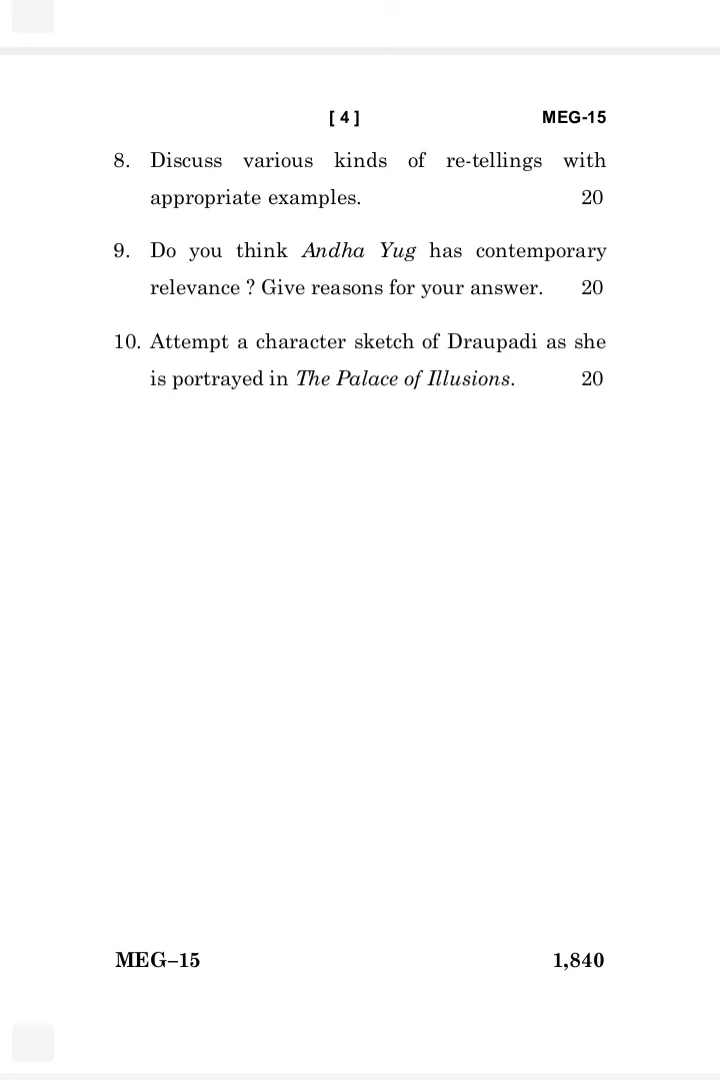 [ 4 ] MEG-15
8. Discuss various kinds of re-tellings with
appropriate examples. 20
9. Do you think Andha Yug has contemporary
relevance ? Give reasons for your answer. 20
10. Attempt a character sketch of Draupadi as she
is portrayed in The Palace of Illusions. 20
MEG–15 1,840